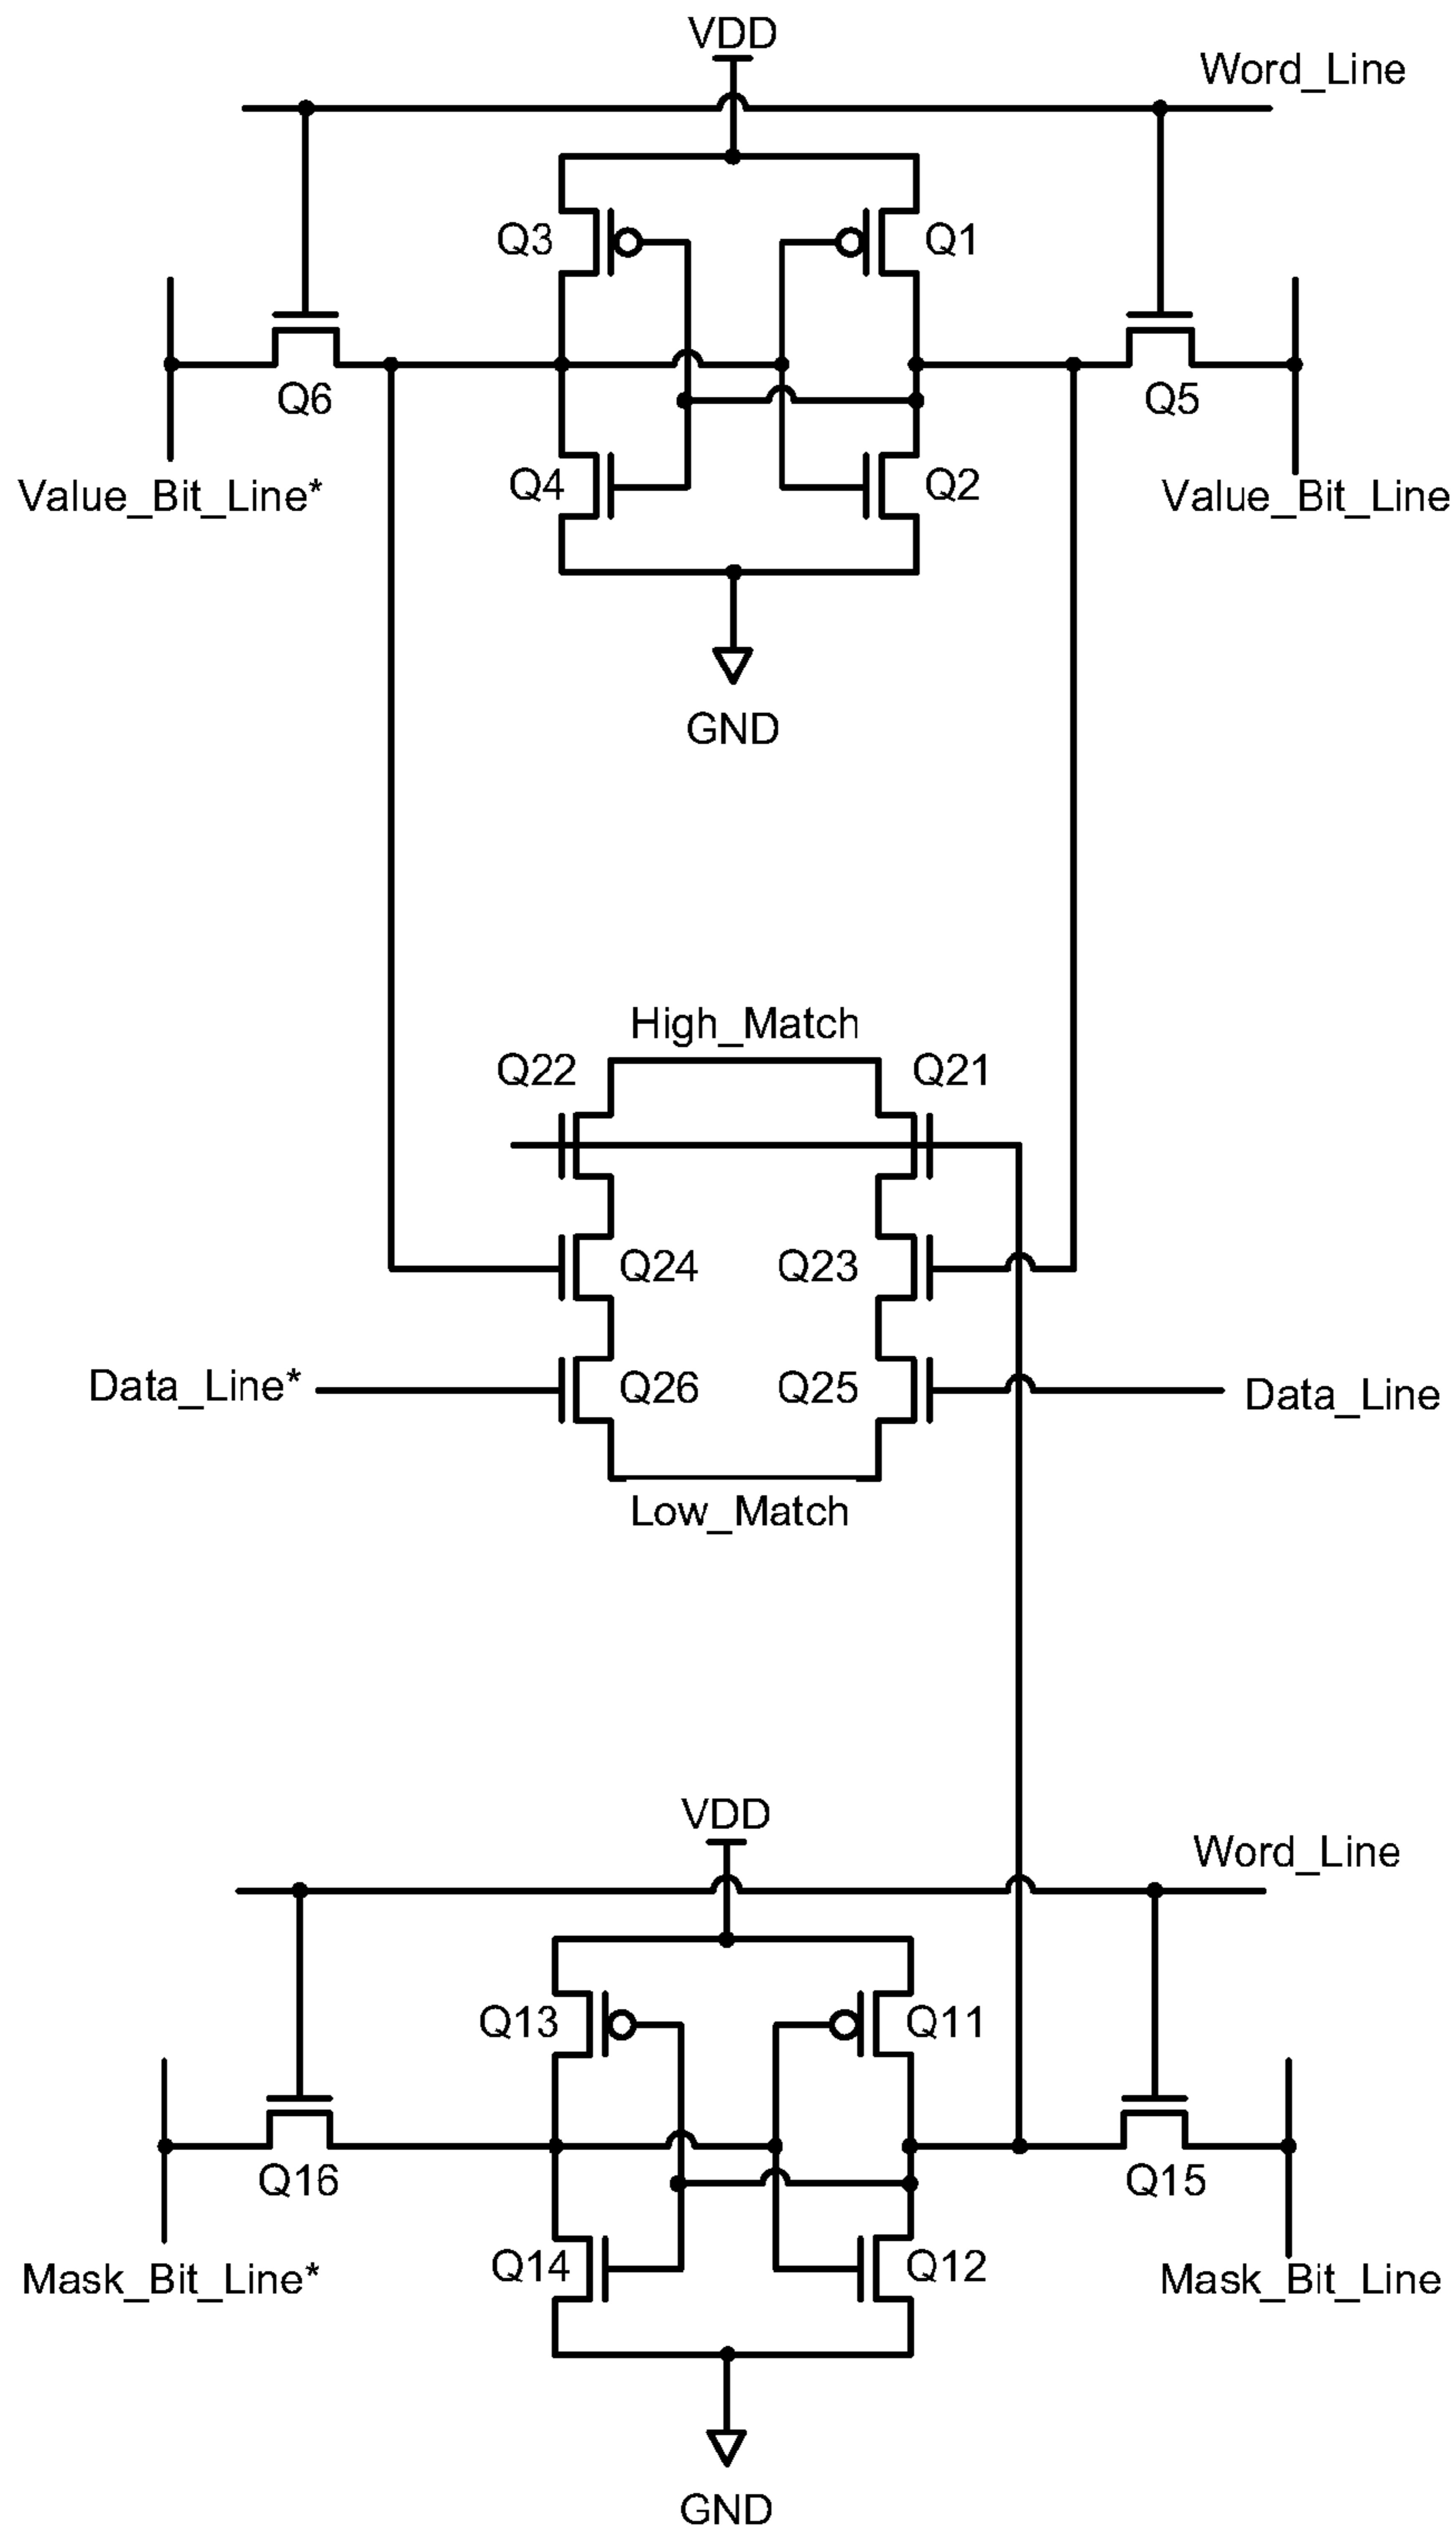 VDD
Word_Line
Q3
Q1
Q6
Q5
Value_Bit_Line*
Q4
Q2
Value_Bit_Line
GND
High_Match
Q22
Q21
Q24
Q23
Data_Line*
Q26
Q25
Data_Line
Low_Match
VDD
Word_Line
Q13
Q11
Q16
Q15
Mask_Bit_Line*
Q14
Q12
Mask_Bit_Line
GND